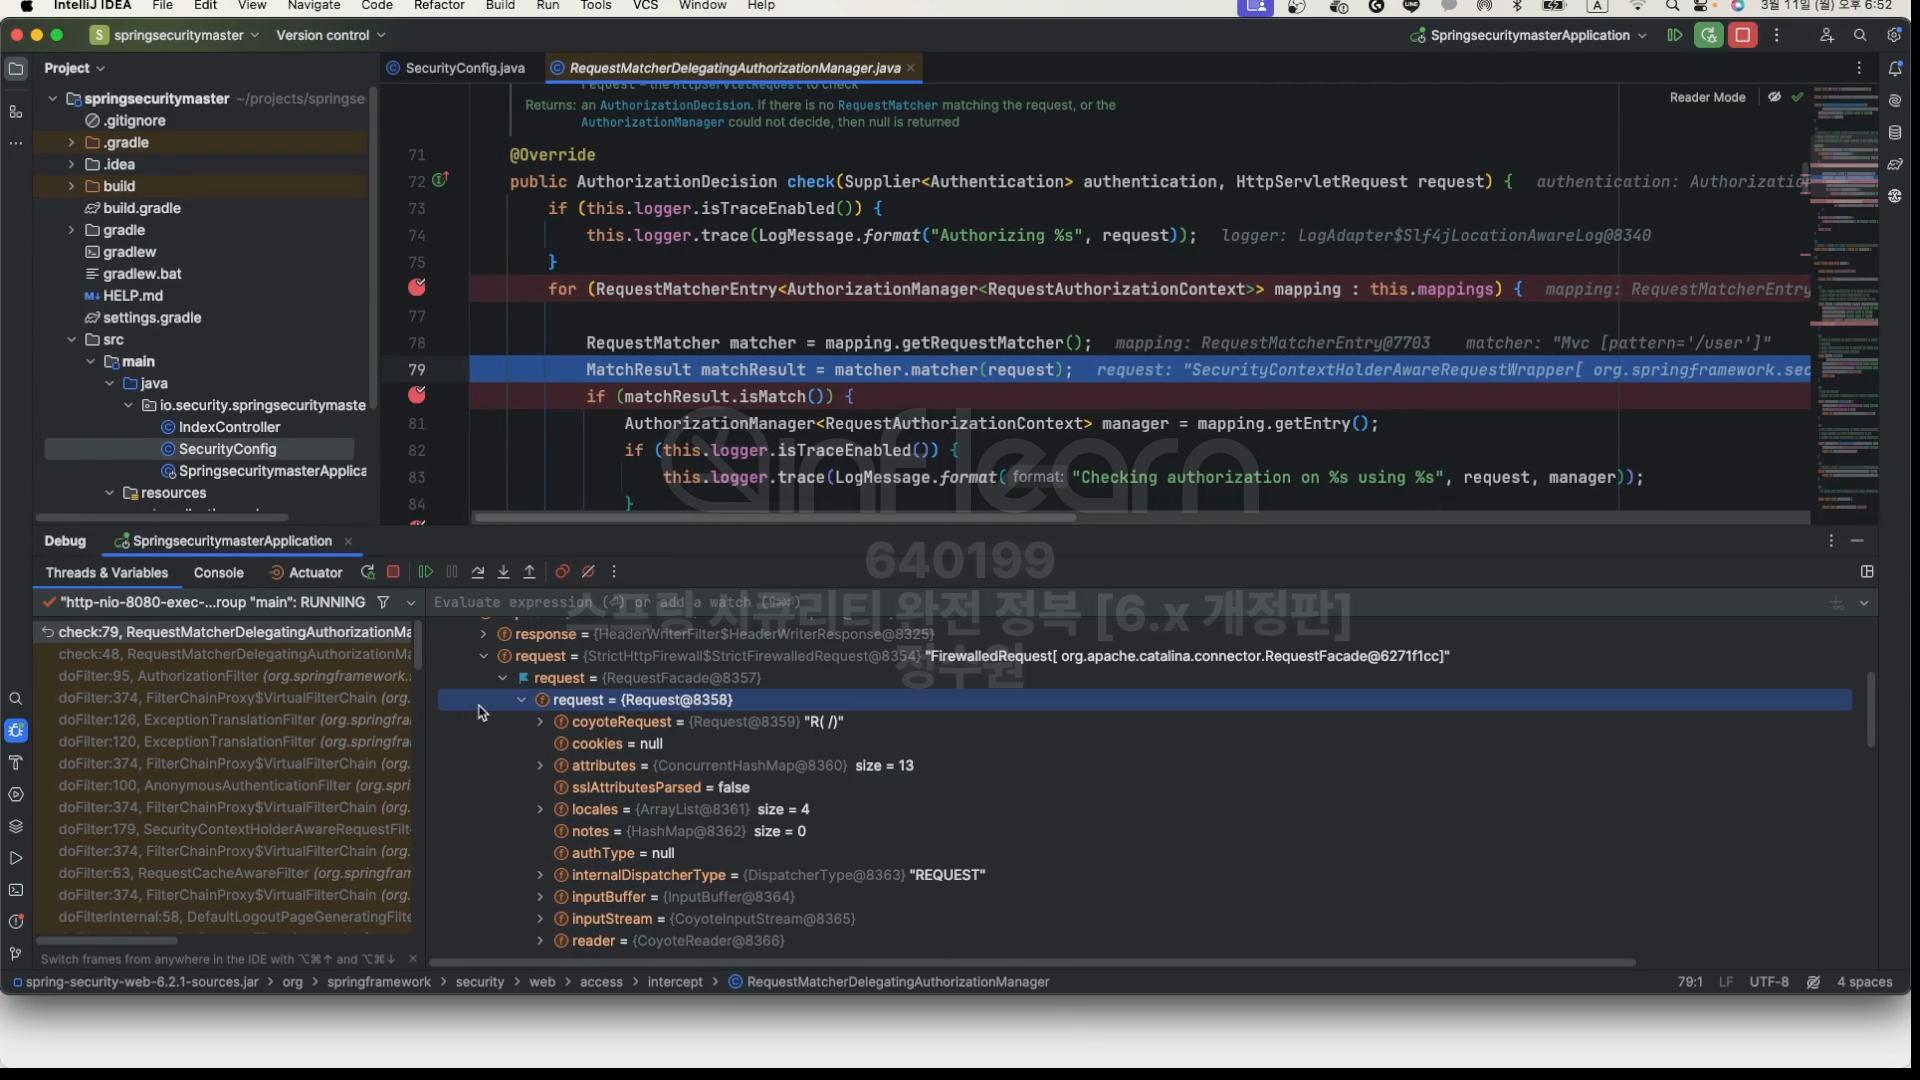 IntelliJ IDEA File Edit View Navigate Code Refactor Build Run Tools VCS Window Help A 3월 11일 (월) 오후 6:52
S springsecuritymaster Version control SpringsecuritymasterApplication
Project SecurityConfig.java RequestMatcherDelegatingAuthorizationManager.java
springsecuritymaster ~/projects/springse
.gitignore
.gradle
.idea
build
build.gradle
gradle
gradlew
gradlew.bat
HELP.md
settings.gradle
src
main
java
io.security.springsecuritymaste
IndexController
SecurityConfig
SpringsecuritymasterApplica
resources
request – the HttpServletRequest to check
Returns: an AuthorizationDecision. If there is no RequestMatcher matching the request, or the
AuthorizationManager could not decide, then null is returned
Reader Mode
71 @Override
72 public AuthorizationDecision check(Supplier<Authentication> authentication, HttpServletRequest request) { authentication: Authorizatio
73 if (this.logger.isTraceEnabled()) {
74 this.logger.trace(LogMessage.format("Authorizing %s", request)); logger: LogAdapter$Slf4jLocationAwareLog@8340
75 }
for (RequestMatcherEntry<AuthorizationManager<RequestAuthorizationContext>> mapping : this.mappings) { mapping: RequestMatcherEntry
77
78 RequestMatcher matcher = mapping.getRequestMatcher(); mapping: RequestMatcherEntry@7703 matcher: "Mvc [pattern='/user']"
79 MatchResult matchResult = matcher.matcher(request); request: "SecurityContextHolderAwareRequestWrapper[ org.springframework.sec
if (matchResult.isMatch()) {
81 AuthorizationManager<RequestAuthorizationContext> manager = mapping.getEntry();
82 if (this.logger.isTraceEnabled()) {
83 this.logger.trace(LogMessage.format( format: "Checking authorization on %s using %s", request, manager));
84 }
inflearn
640199
스프링 시큐리티 완전 정복 [6.x 개정판]
정수원
Debug SpringsecuritymasterApplication
Threads & Variables Console Actuator
"http-nio-8080-exec-...roup "main": RUNNING
Evaluate expression (⏎) or add a watch (⇧⌘⏎)
check:79, RequestMatcherDelegatingAuthorizationMa
check:48, RequestMatcherDelegatingAuthorizationMa
doFilter:95, AuthorizationFilter (org.springframework.
doFilter:374, FilterChainProxy$VirtualFilterChain (org.
doFilter:126, ExceptionTranslationFilter (org.springfra
doFilter:120, ExceptionTranslationFilter (org.springfra
doFilter:374, FilterChainProxy$VirtualFilterChain (org.
doFilter:100, AnonymousAuthenticationFilter (org.spri
doFilter:374, FilterChainProxy$VirtualFilterChain (org.
doFilter:179, SecurityContextHolderAwareRequestFilt
doFilter:374, FilterChainProxy$VirtualFilterChain (org.
doFilter:63, RequestCacheAwareFilter (org.springfram
doFilter:374, FilterChainProxy$VirtualFilterChain (org.
doFilterInternal:58, DefaultLogoutPageGeneratingFilte
Switch frames from anywhere in the IDE with ⌥⌘↑ and ⌥⌘↓
response = {HeaderWriterFilter$HeaderWriterResponse@8325}
request = {StrictHttpFirewall$StrictFirewalledRequest@8354} "FirewalledRequest[ org.apache.catalina.connector.RequestFacade@6271f1cc]"
request = {RequestFacade@8357}
request = {Request@8358}
coyoteRequest = {Request@8359} "R( /)"
cookies = null
attributes = {ConcurrentHashMap@8360} size = 13
sslAttributesParsed = false
locales = {ArrayList@8361} size = 4
notes = {HashMap@8362} size = 0
authType = null
internalDispatcherType = {DispatcherType@8363} "REQUEST"
inputBuffer = {InputBuffer@8364}
inputStream = {CoyoteInputStream@8365}
reader = {CoyoteReader@8366}
spring-security-web-6.2.1-sources.jar org springframework security web access intercept RequestMatcherDelegatingAuthorizationManager 79:1 LF UTF-8 4 spaces